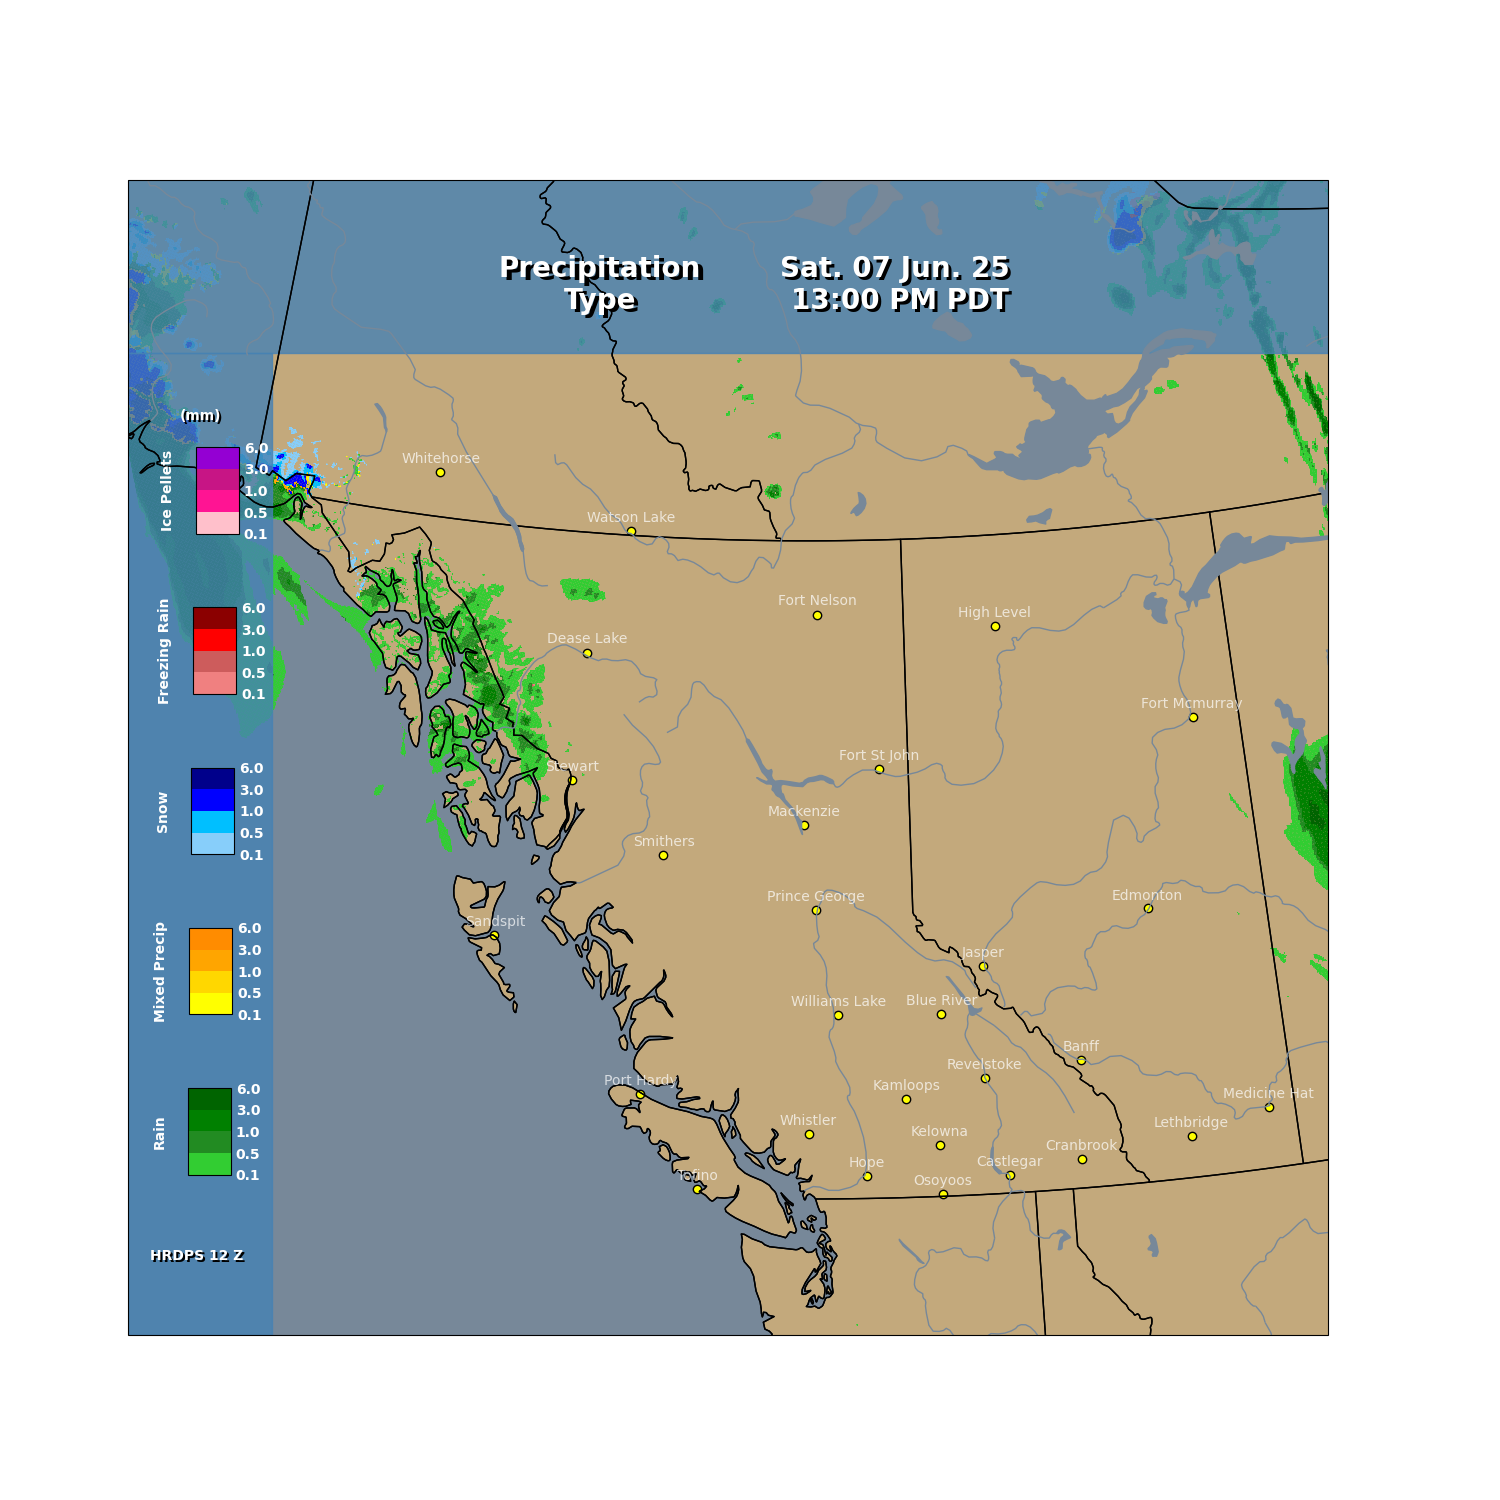 Precipitation
Type
Sat. 07 Jun. 25
13:00 PM PDT
(mm)
Ice Pellets
6.0
3.0
1.0
0.5
0.1
Freezing Rain
6.0
3.0
1.0
0.5
0.1
Snow
6.0
3.0
1.0
0.5
0.1
Mixed Precip
6.0
3.0
1.0
0.5
0.1
Rain
6.0
3.0
1.0
0.5
0.1
HRDPS 12 Z
Whitehorse
Watson Lake
Fort Nelson
High Level
Dease Lake
Fort Mcmurray
Fort St John
Stewart
Mackenzie
Smithers
Prince George
Edmonton
Sandspit
Jasper
Williams Lake
Blue River
Banff
Revelstoke
Port Hardy
Kamloops
Medicine Hat
Whistler
Lethbridge
Kelowna
Cranbrook
Hope
Castlegar
Tofino
Osoyoos